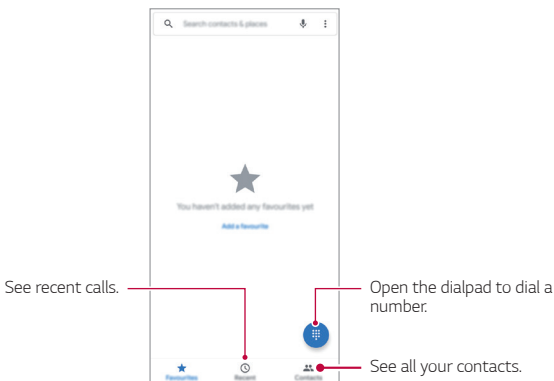 Search contacts & places
You haven't added any favourites yet
Add a favourite
See recent calls.
Open the dialpad to dial a
number.
See all your contacts.
Favourites
Recent
Contacts